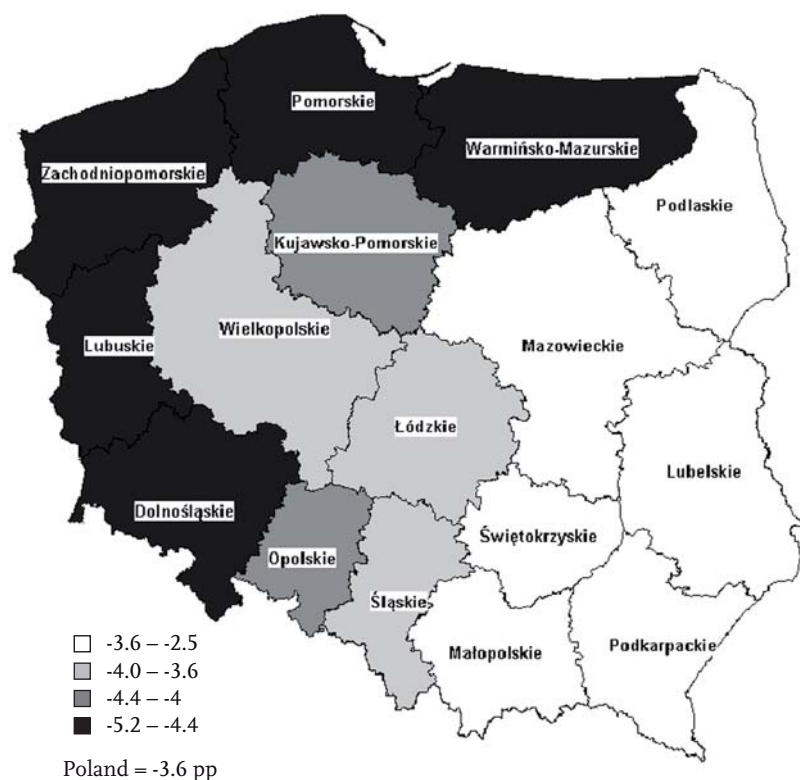 Pomorskie
Warmińsko-Mazurskie
Zachodniopomorskie
Podlaskie
Kujawsko-Pomorskie
Wielkopolskie
Lubuskie
Mazowieckie
Łódzkie
Lubelskie
Dolnośląskie
Świętokrzyskie
Opolskie
Śląskie
Podkarpackie
Małopolskie
-3.6 – -2.5
-4.0 – -3.6
-4.4 – -4
-5.2 – -4.4
Poland = -3.6 pp